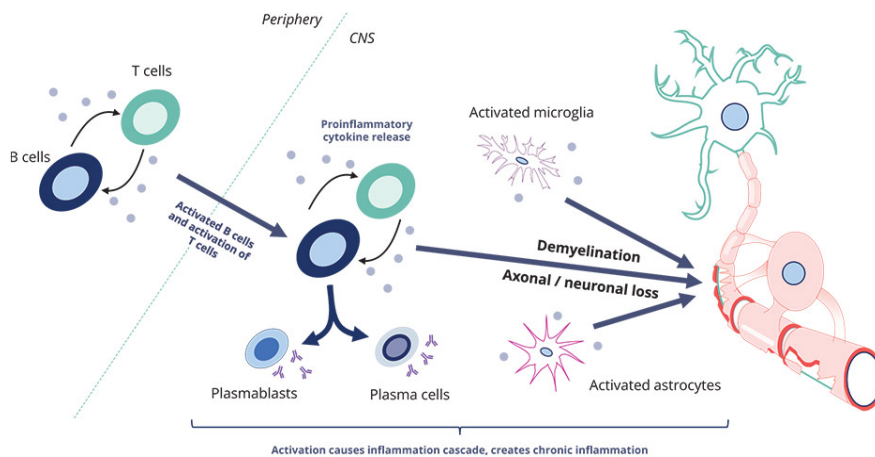 Periphery
CNS
T cells
B cells
Activated B cells
and activation of
T cells
Proinflammatory
cytokine release
Activated microglia
Demyelination
Axonal / neuronal loss
Plasmablasts
Plasma cells
Activated astrocytes
Activation causes inflammation cascade, creates chronic inflammation